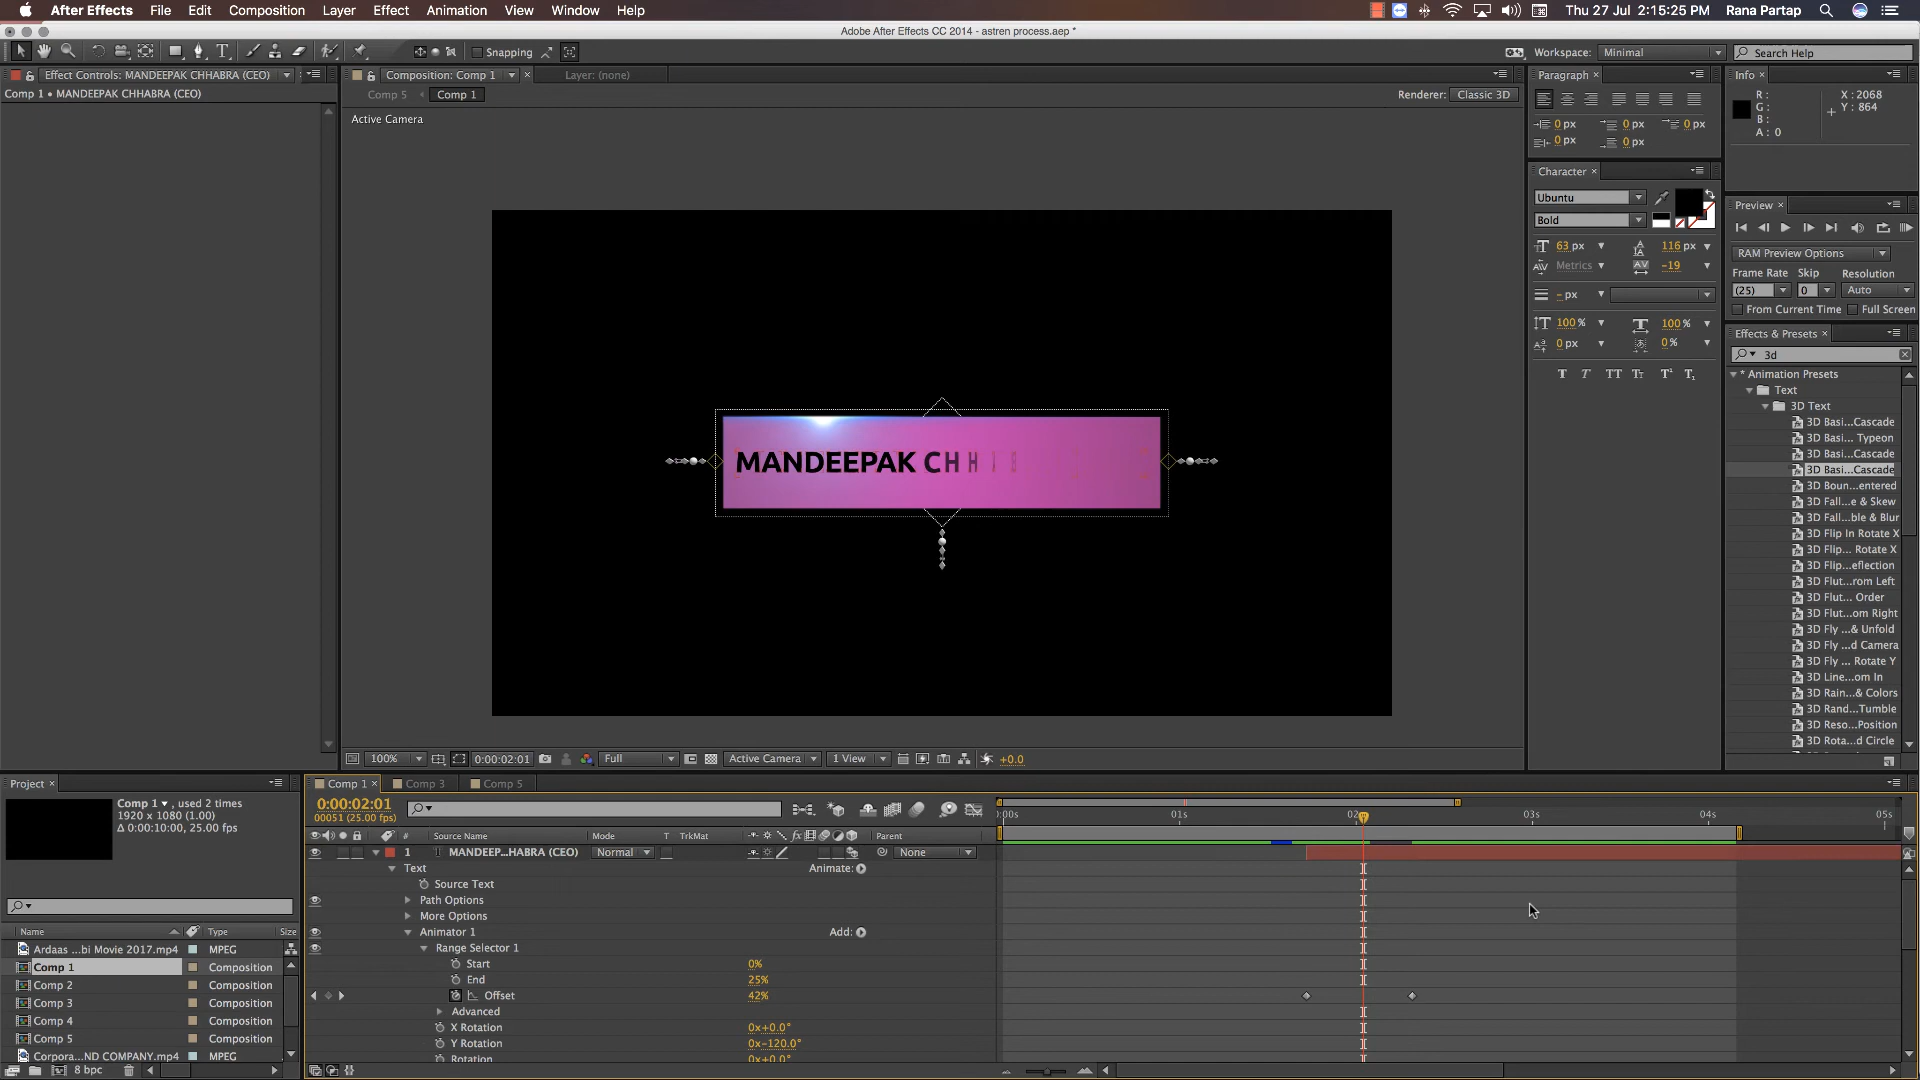 After Effects File Edit Composition Layer Effect Animation View Window Help Thu 27 Jul 2:15:25 PM Rana Partap
Adobe After Effects CC 2014 - astren process.aep *
Snapping Workspace: Minimal Search Help
Effect Controls: MANDEEPAK CHHABRA (CEO)
Comp 1 • MANDEEPAK CHHABRA (CEO)
Composition: Comp 1 Layer: (none)
Comp 5 Comp 1 Renderer: Classic 3D
Active Camera
MANDEEPAK CHH
100% 0:00:02:01 Full Active Camera 1 View +0.0
Paragraph
0 px 0 px 0 px
0 px 0 px
Character
Ubuntu
Bold
63 px 116 px
Metrics -19
- px
100 % 100 %
0 px 0 %
T T TT Tr T¹ T₁
Info
R : X : 2068
G : Y : 864
B :
A : 0
Preview
RAM Preview Options
Frame Rate Skip Resolution
(25) 0 Auto
From Current Time Full Screen
Effects & Presets
3d
* Animation Presets
Text
3D Text
3D Basi...Cascade
3D Basi... Typeon
3D Basi...Cascade
3D Basi...Cascade
3D Boun...entered
3D Fall...e & Skew
3D Fall...ble & Blur
3D Flip In Rotate X
3D Flip... Rotate X
3D Flip...eflection
3D Flut...rom Left
3D Flut... Order
3D Flut...om Right
3D Fly ...& Unfold
3D Fly ...d Camera
3D Fly ... Rotate Y
3D Line...om In
3D Rain...& Colors
3D Rand...Tumble
3D Reso...Position
3D Rota...d Circle
Project
Comp 1 , used 2 times
1920 x 1080 (1.00)
Δ 0:00:10:00, 25.00 fps
Name Type Size
Ardaas ...bi Movie 2017.mp4 MPEG
Comp 1 Composition
Comp 2 Composition
Comp 3 Composition
Comp 4 Composition
Comp 5 Composition
Corpora...ND COMPANY.mp4 MPEG
8 bpc
Comp 1 Comp 3 Comp 5
0:00:02:01
00051 (25.00 fps)
:00s 01s 02s 03s 04s 05s
# Source Name Mode T TrkMat Parent
1 MANDEEP...HABRA (CEO) Normal None
Text Animate:
Source Text
Path Options
More Options
Animator 1 Add:
Range Selector 1
Start 0%
End 25%
Offset 42%
Advanced
X Rotation 0x+0.0°
Y Rotation 0x-120.0°
Rotation 0x+0.0°